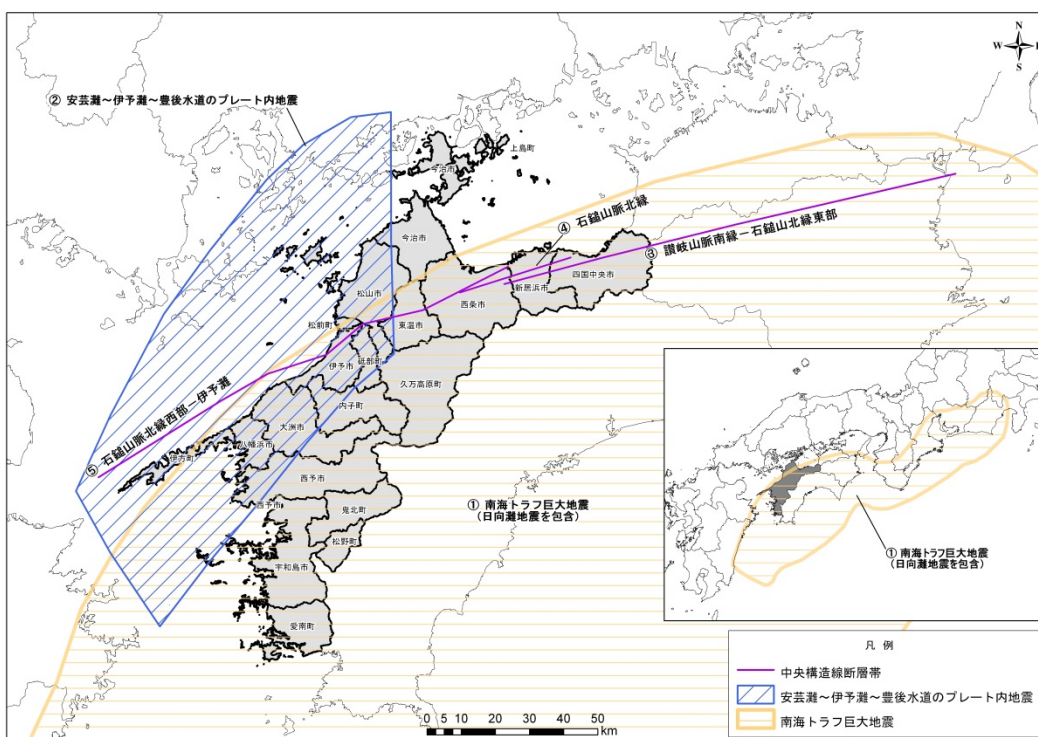 N
W
S
② 安芸灘~伊予灘~豊後水道のプレート内地震
上島町
今治市
今治市
④ 石鎚山脈北縁
③ 讃岐山脈南縁-石鎚山北縁東部
四国中央市
新居浜市
西条市
松山市
東温市
松前町
伊予市
砥部町
久万高原町
内子町
⑤ 石鎚山脈北縁西部-伊予灘
大洲市
八幡浜市
伊方町
西予市
西予市
鬼北町
松野町
宇和島市
愛南町
① 南海トラフ巨大地震
(日向灘地震を包含)
① 南海トラフ巨大地震
(日向灘地震を包含)
凡 例
中央構造線断層帯
安芸灘~伊予灘~豊後水道のプレート内地震
南海トラフ巨大地震
0 5 10 20 30 40 50
km